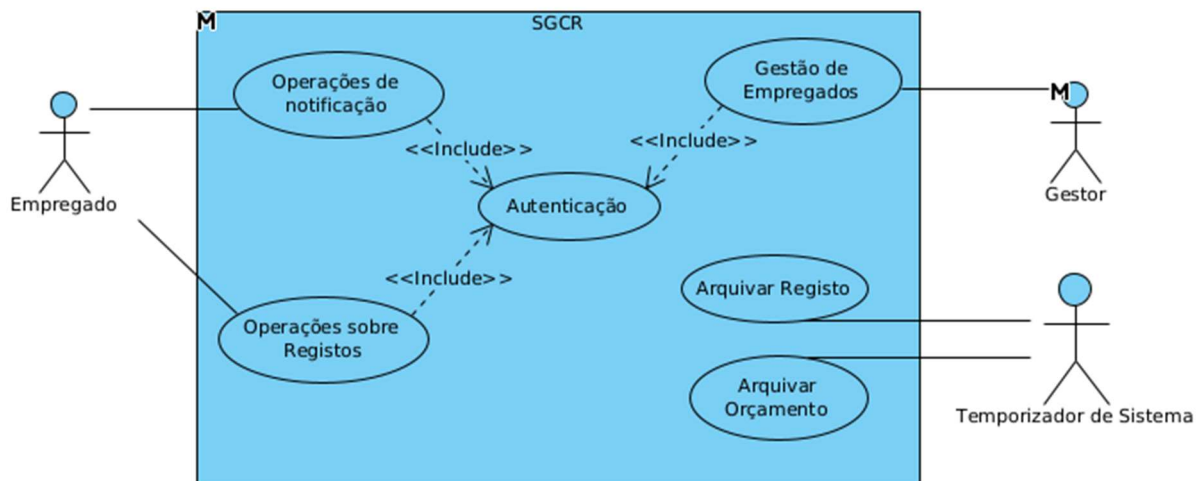 M
SGCR
Operações de
notificação
Gestão de
Empregados
M
<<Include>>
<<Include>>
Empregado
Autenticação
Gestor
<<Include>>
Arquivar Registo
Operações sobre
Registos
Arquivar
Orçamento
Temporizador de Sistema